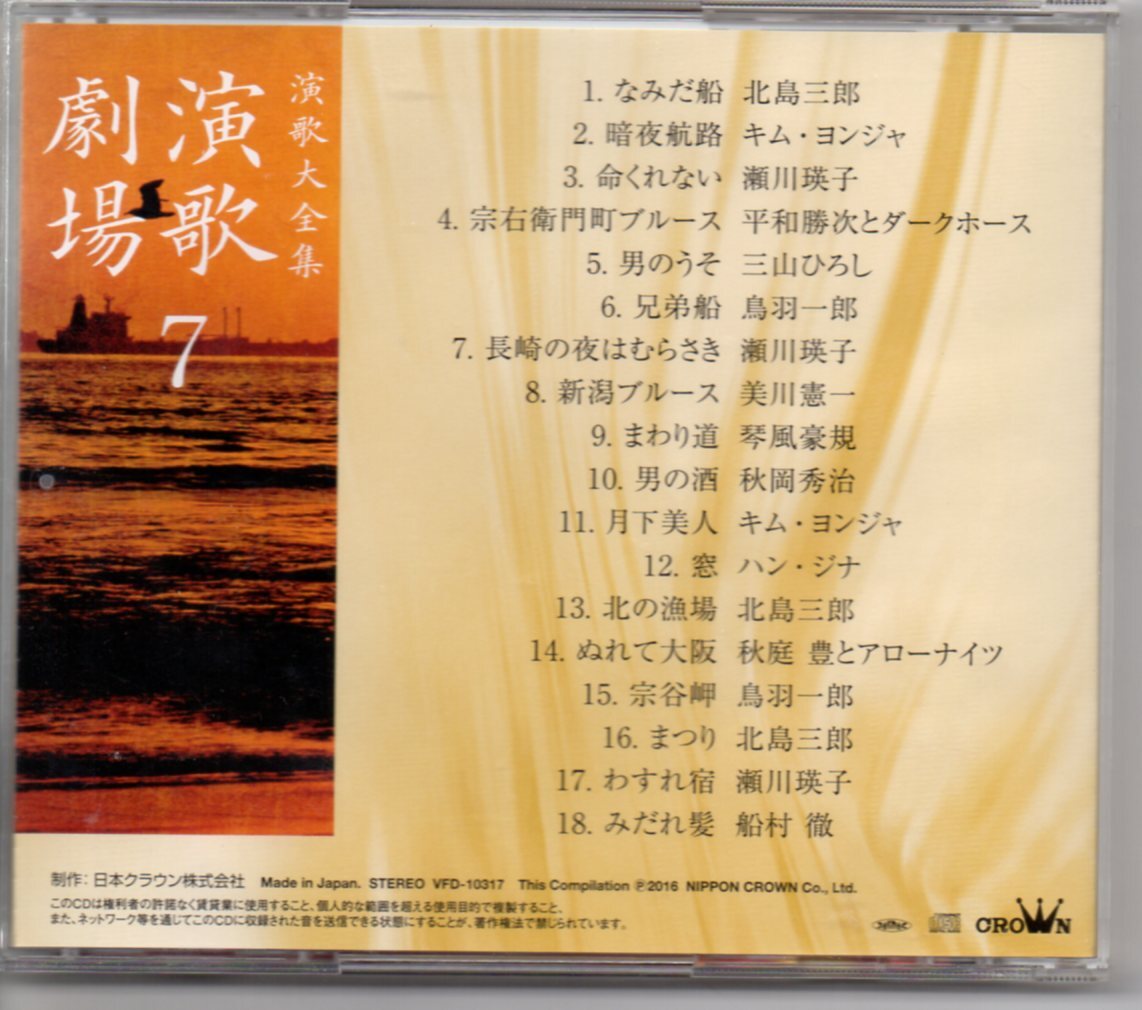 演歌大全集
演歌
劇場
7
1. なみだ船 北島三郎
2. 暗夜航路 キム・ヨンジャ
3. 命くれない 瀬川瑛子
4. 宗右衛門町ブルース 平和勝次とダークホース
5. 男のうそ 三山ひろし
6. 兄弟船 鳥羽一郎
7. 長崎の夜はむらさき 瀬川瑛子
8. 新潟ブルース 美川憲一
9. まわり道 琴風豪規
10. 男の酒 秋岡秀治
11. 月下美人 キム・ヨンジャ
12. 窓 ハン・ジナ
13. 北の漁場 北島三郎
14. ぬれて大阪 秋庭 豊とアローナイツ
15. 宗谷岬 鳥羽一郎
16. まつり 北島三郎
17. わすれ宿 瀬川瑛子
18. みだれ髪 船村 徹
制作：日本クラウン株式会社 Made in Japan. STEREO VFD-10317 This Compilation ℗2016 NIPPON CROWN Co., Ltd.
このCDは権利者の許諾なく賃貸業に使用すること、個人的な範囲を超える使用目的で複製すること、
また、ネットワーク等を通じてこのCDに収録された音を送信できる状態にすることが、著作権法で禁じられています。
CROWN